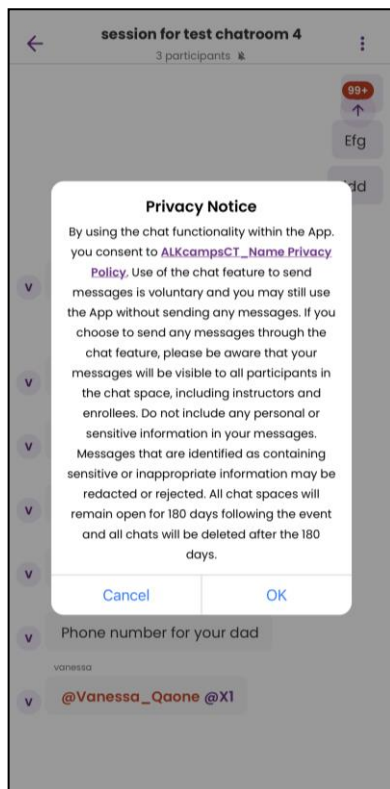 session for test chatroom 4
3 participants
99+
Efg
Privacy Notice
By using the chat functionality within the App.
you consent to ALKcampsCT_Name Privacy
Policy. Use of the chat feature to send
messages is voluntary and you may still use
the App without sending any messages. If you
choose to send any messages through the
chat feature, please be aware that your
messages will be visible to all participants in
the chat space, including instructors and
enrollees. Do not include any personal or
sensitive information in your messages.
Messages that are identified as containing
sensitive or inappropriate information may be
redacted or rejected. All chat spaces will
remain open for 180 days following the event
and all chats will be deleted after the 180
days.
Cancel OK
V
V
V
V
V
V Phone number for your dad
vanessa
V @Vanessa_Qaone @X1